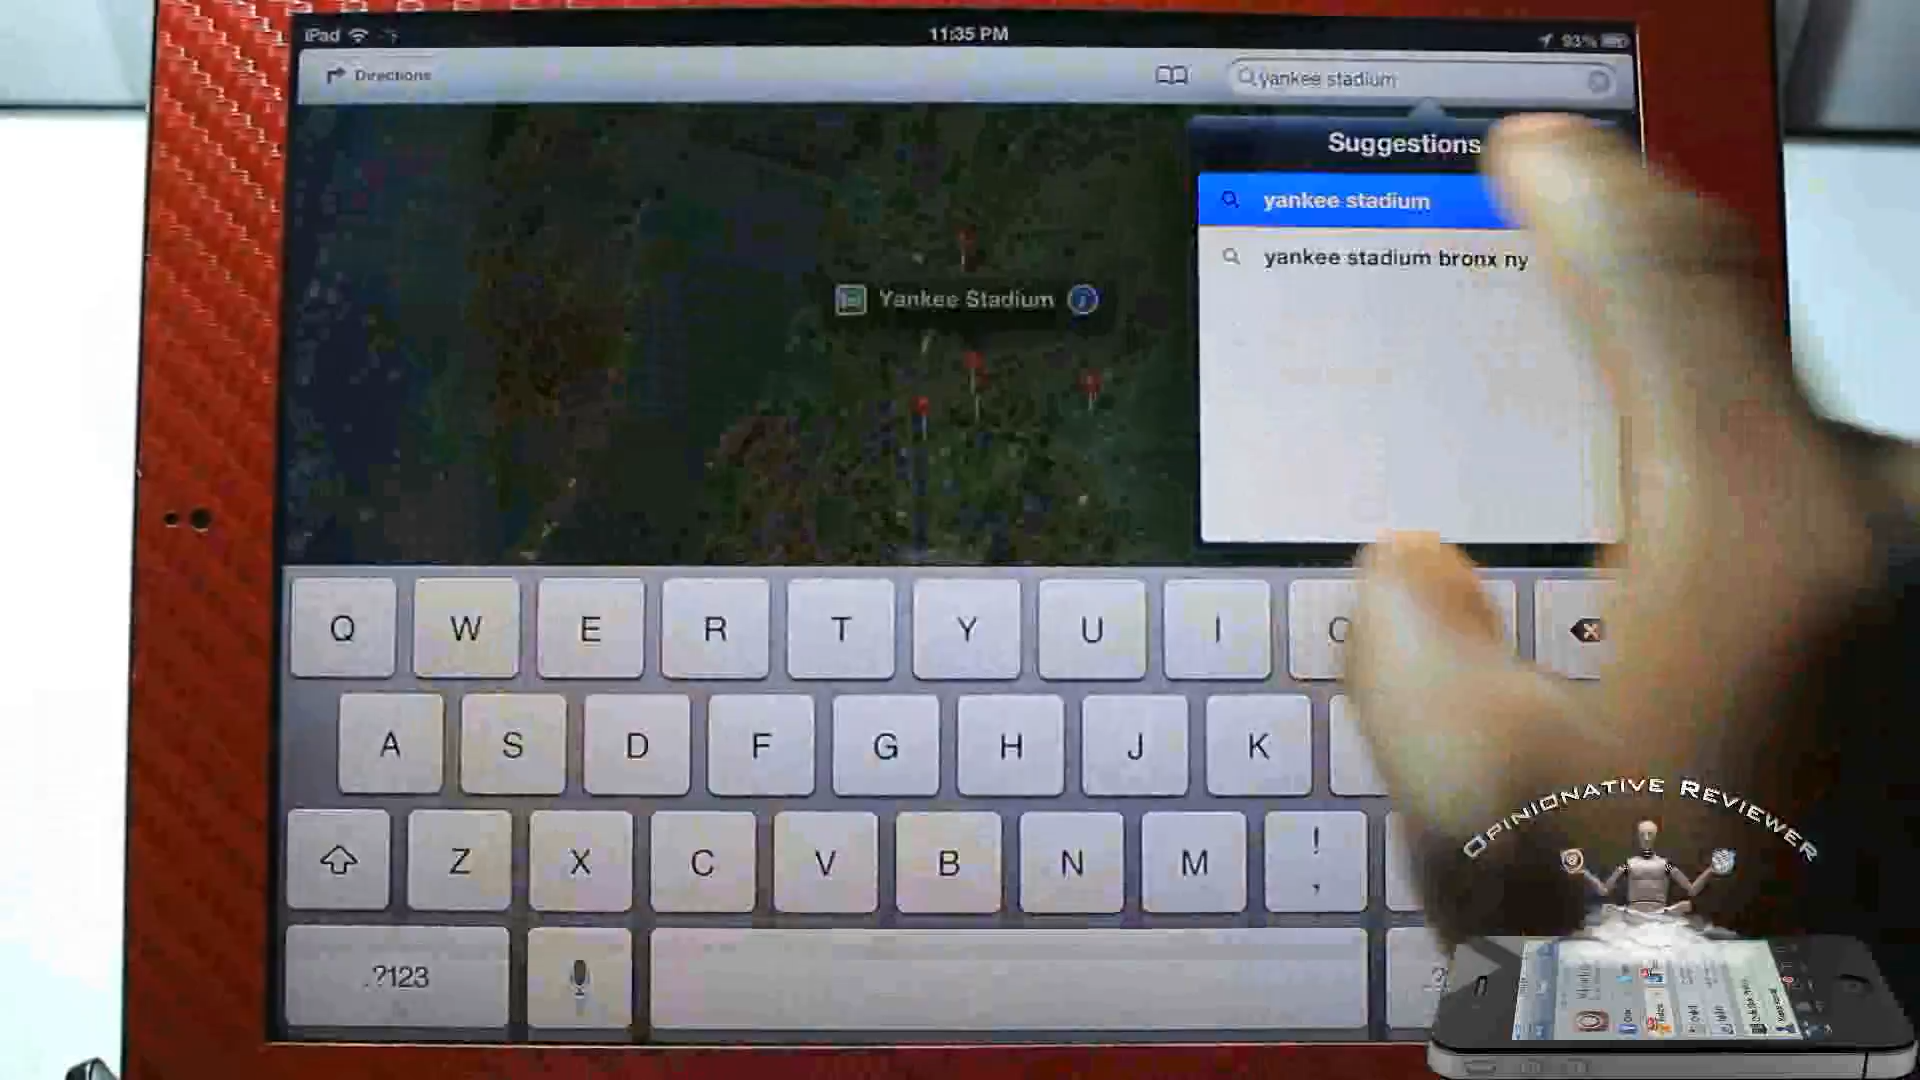 iPad 11:35 PM 93%
Directions yankee stadium
Suggestions
yankee stadium
yankee stadium bronx ny
Yankee Stadium
Q W E R T Y U I
A S D F G H J K
Z X C V B N M ! ,
.?123
Opinionative Reviewer